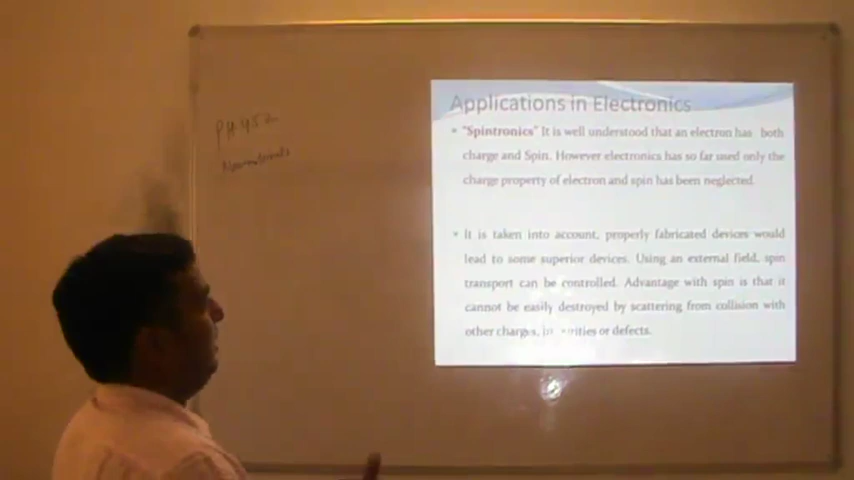 PH 452
Applications in Electronics
• "Spintronics" It is well understood that an electron has both
charge and Spin. However electronics has so far used only the
charge property of electron and spin has been neglected.
• It is taken into account, properly fabricated devices would
lead to some superior devices. Using an external field, spin
transport can be controlled. Advantage with spin is that it
cannot be easily destroyed by scattering from collision with
other charges, or defects.